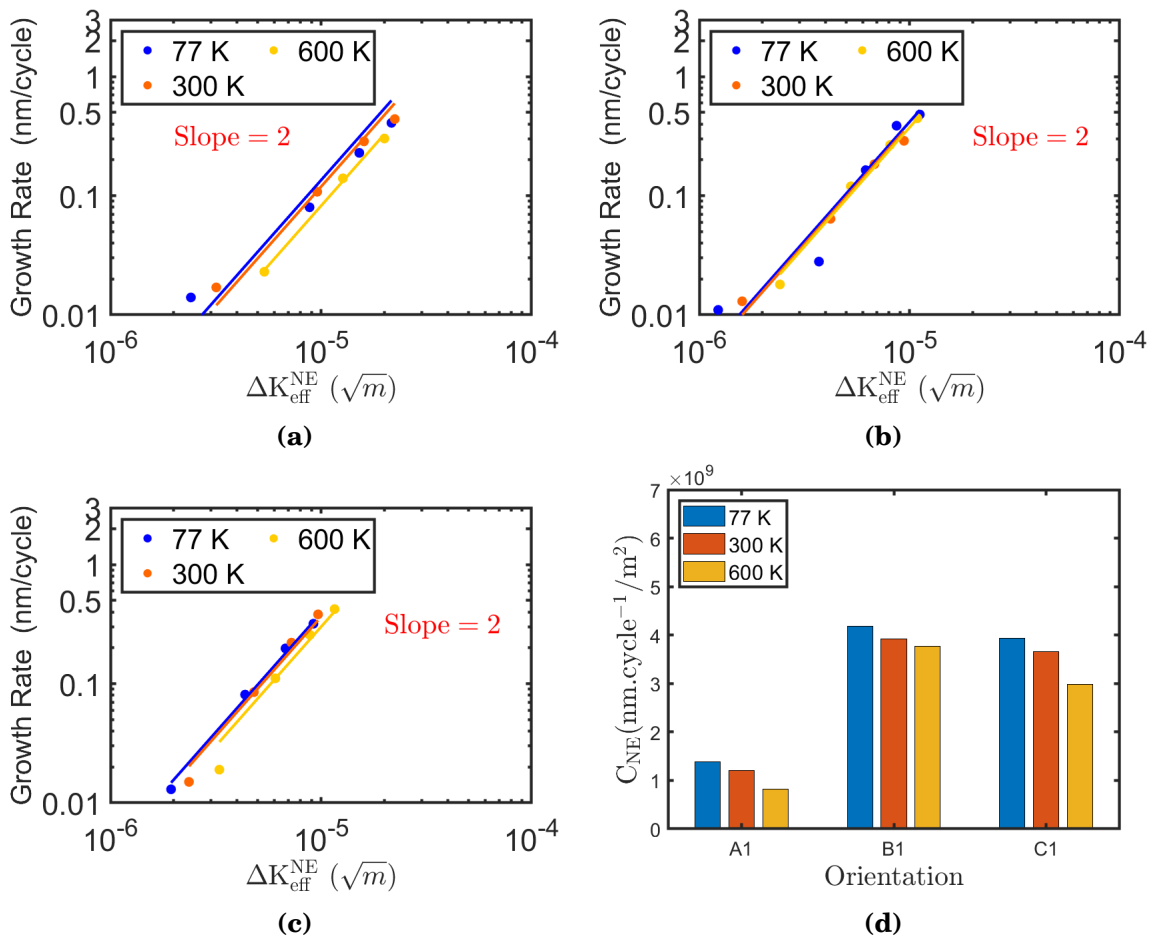 3
2
1
0.5
0.1
0.01
Growth Rate (nm/cycle)
77 K
600 K
300 K
Slope = 2
10⁻⁶
10⁻⁵
10⁻⁴
ΔK_eff^NE (√m)
(a)
3
2
1
0.5
0.1
0.01
Growth Rate (nm/cycle)
77 K
600 K
300 K
Slope = 2
10⁻⁶
10⁻⁵
10⁻⁴
ΔK_eff^NE (√m)
(b)
3
2
1
0.5
0.1
0.01
Growth Rate (nm/cycle)
77 K
600 K
300 K
Slope = 2
10⁻⁶
10⁻⁵
10⁻⁴
ΔK_eff^NE (√m)
(c)
×10⁹
7
6
5
4
3
2
1
0
C_NE(nm.cycle⁻¹/m²)
77 K
300 K
600 K
A1
B1
C1
Orientation
(d)